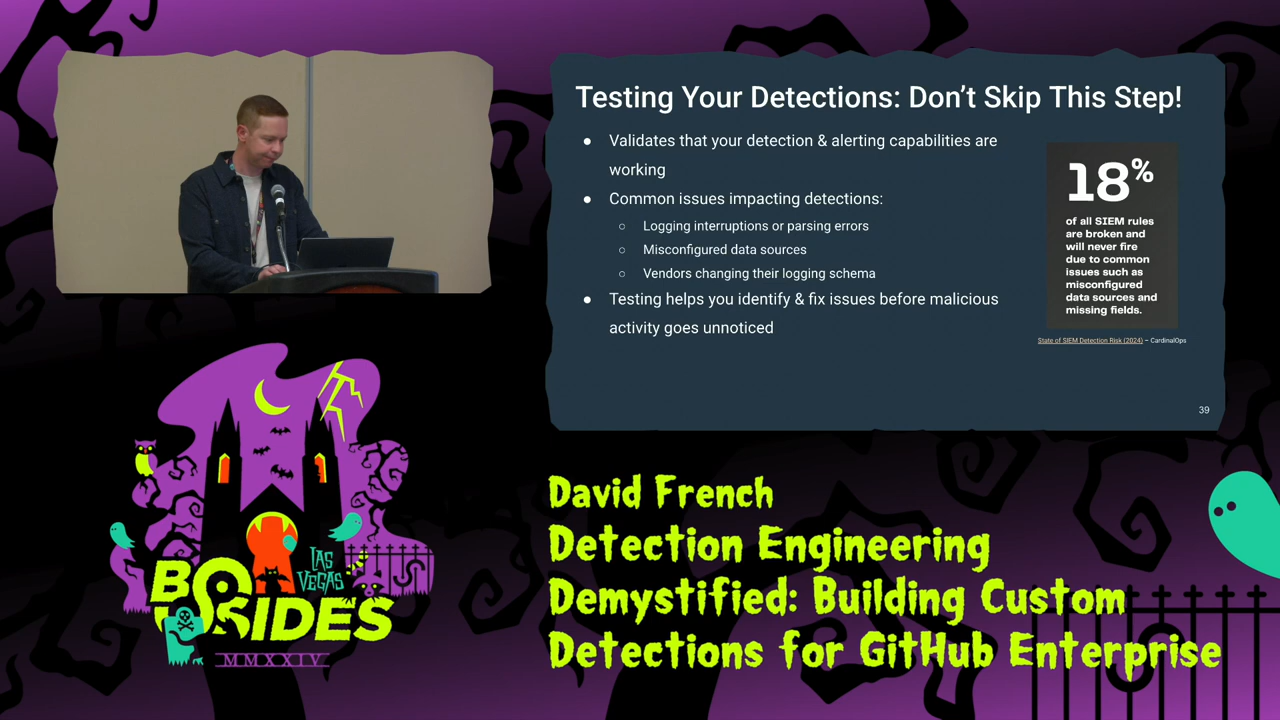 Testing Your Detections: Don't Skip This Step!
● Validates that your detection & alerting capabilities are
working
● Common issues impacting detections:
○ Logging interruptions or parsing errors
○ Misconfigured data sources
○ Vendors changing their logging schema
● Testing helps you identify & fix issues before malicious
activity goes unnoticed
18%
of all SIEM rules
are broken and
will never fire
due to common
issues such as
misconfigured
data sources and
missing fields.
State of SIEM Detection Risk (2024) – CardinalOps
39
BSIDES
LAS
VEGAS
MMXXIV
David French
Detection Engineering
Demystified: Building Custom
Detections for GitHub Enterprise